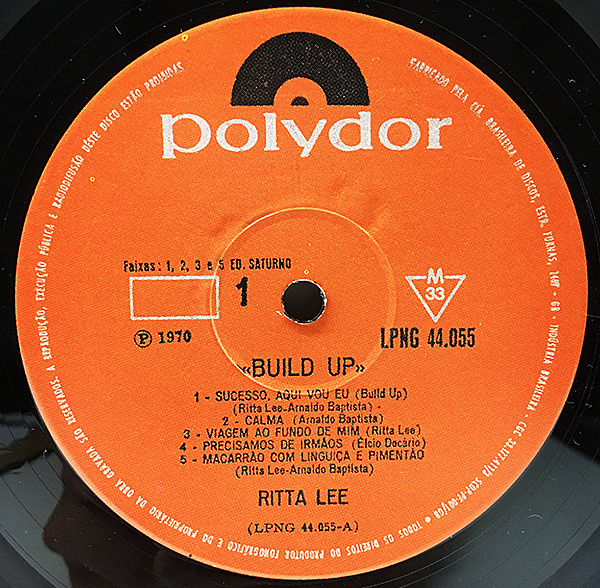 polydor
Faixas: 1, 2, 3 e 5 ED. SATURNO
1
M
33
Ⓟ 1970
LPNG 44.055
«BUILD UP»
1 - SUCESSO, AQUI VOU EU (Build Up)
(Ritta Lee-Arnaldo Baptista) -
2 - CALMA (Arnaldo Baptista)
3 - VIAGEM AO FUNDO DE MIM (Ritta Lee)
4 - PRECISAMOS DE IRMÃOS (Élcio Decário)
5 - MACARRÃO COM LINGUIÇA E PIMENTÃO
(Ritta Lee-Arnaldo Baptista)
RITTA LEE
(LPNG 44.055-A)
FABRICADO PELA CIA. BRASILEIRA DE DISCOS, ESTR. FURNAS, 1487 - GB - INDÚSTRIA BRASILEIRA -
● TODOS OS DIREITOS DO PRODUTOR FONOGRÁFICO E DO PROPRIETÁRIO DA OBRA GRAVADA SÃO RESERVADOS. A REPRODUÇÃO, EXECUÇÃO PÚBLICA E RADIODIFUSÃO DÊSTE DISCO ESTÃO PROIBIDAS